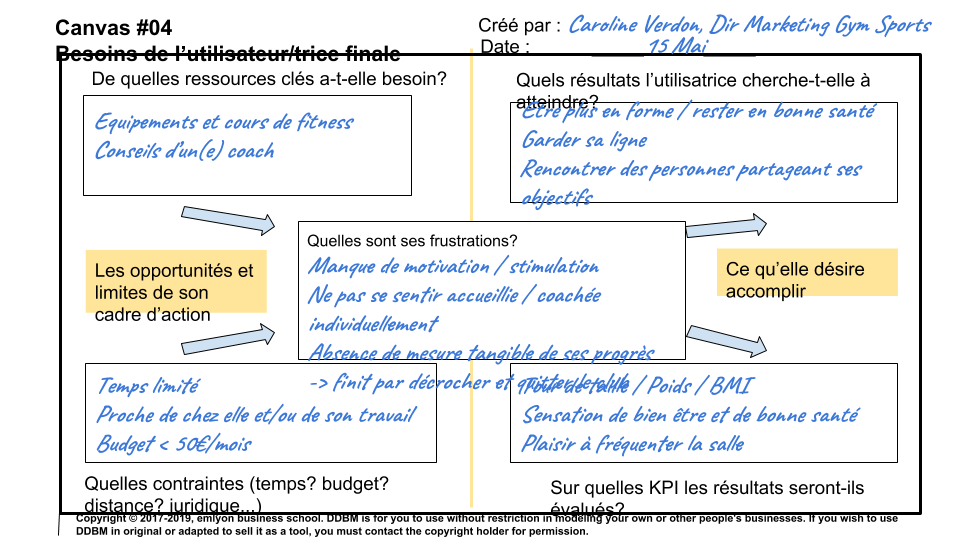 Canvas #04
Besoins de l'utilisateur/trice finale
Créé par : Caroline Verdon, Dir Marketing Gym Sports
Date : 15 Mai
De quelles ressources clés a-t-elle besoin?
Equipements et cours de fitness
Conseils d'un(e) coach
Quels résultats l'utilisatrice cherche-t-elle à
atteindre?
Etre plus en forme / rester en bonne santé
Garder sa ligne
Rencontrer des personnes partageant ses
objectifs
Quelles sont ses frustrations?
Manque de motivation / stimulation
Ne pas se sentir accueillie / coachée
individuellement
Absence de mesure tangible de ses progrès
-> finit par décrocher et quitter le club
Les opportunités et
limites de son
cadre d'action
Ce qu'elle désire
accomplir
Temps limité
Proche de chez elle et/ou de son travail
Budget < 50€/mois
Tour de taille / Poids / BMI
Sensation de bien être et de bonne santé
Plaisir à fréquenter la salle
Quelles contraintes (temps? budget?
distance? juridique...)
Sur quelles KPI les résultats seront-ils
évalués?
Copyright © 2017-2019, emlyon business school. DDBM is for you to use without restriction in modeling your own or other people's businesses. If you wish to use
DDBM in original or adapted to sell it as a tool, you must contact the copyright holder for permission.